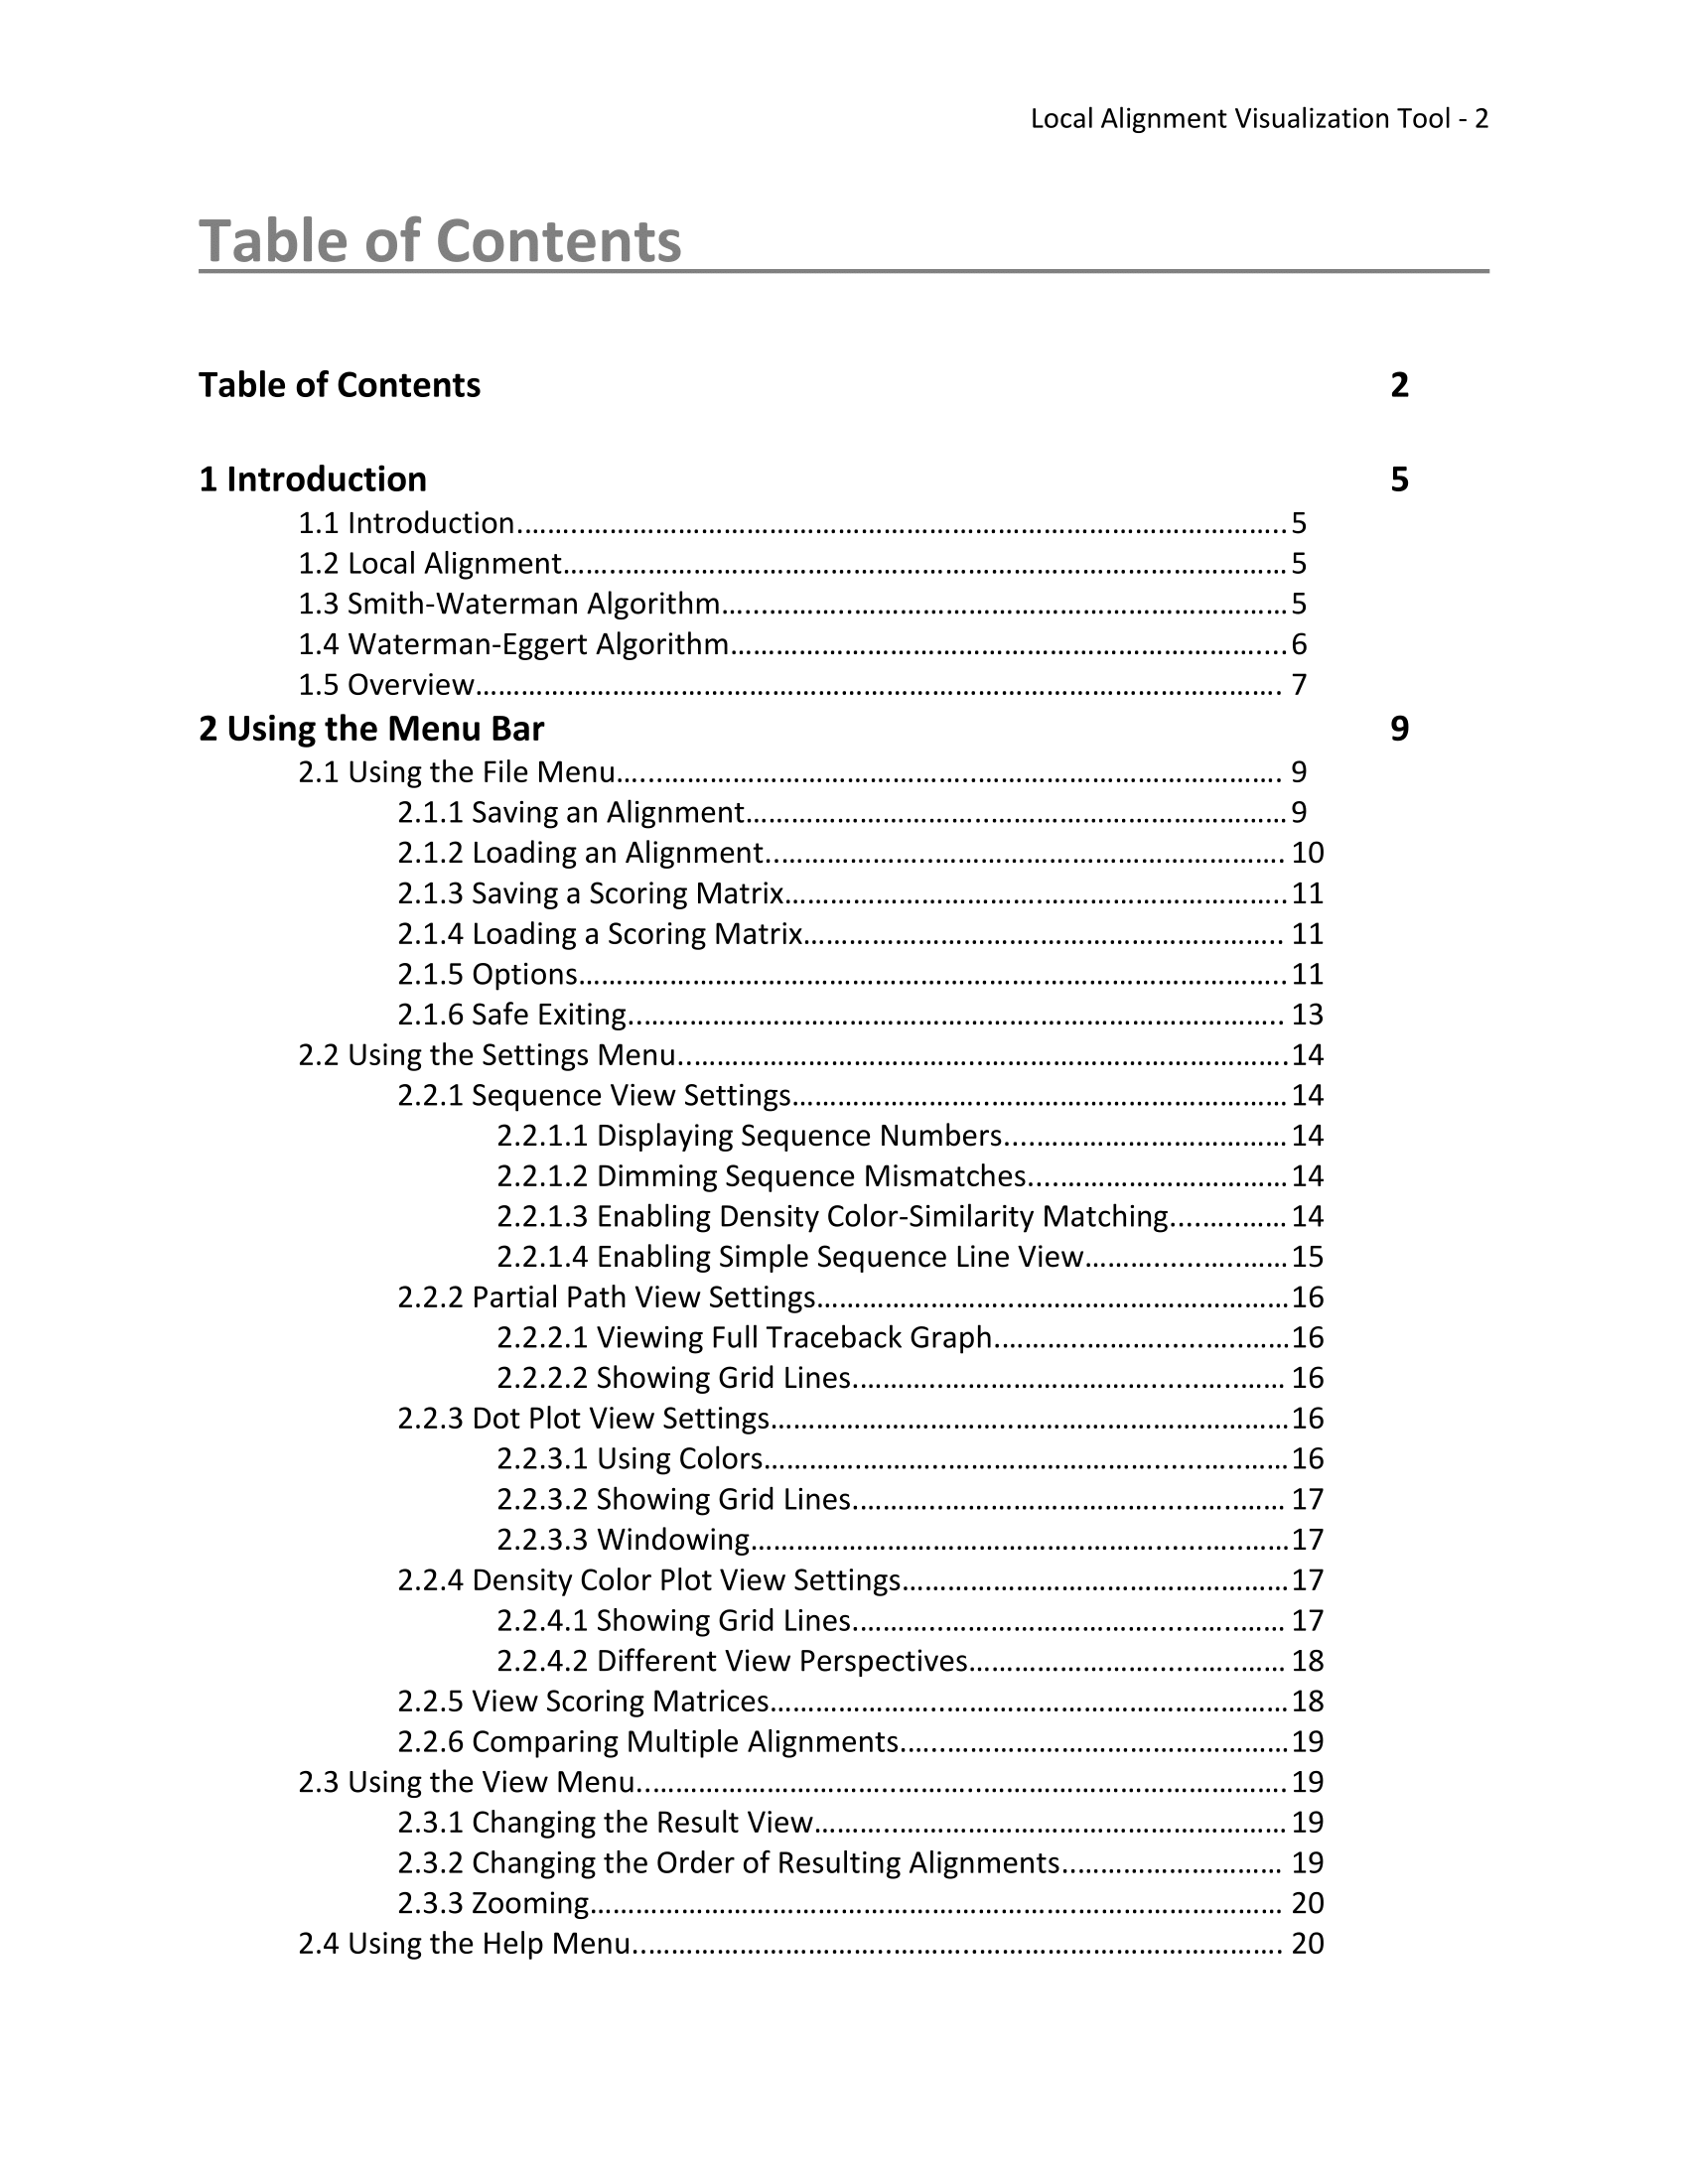 Local Alignment Visualization Tool - 2
Table of Contents
Table of Contents 2
1 Introduction 5
1.1 Introduction................................5
1.2 Local Alignment................................5
1.3 Smith-Waterman Algorithm................................5
1.4 Waterman-Eggert Algorithm................................6
1.5 Overview................................ 7
2 Using the Menu Bar 9
2.1 Using the File Menu................................ 9
2.1.1 Saving an Alignment................................9
2.1.2 Loading an Alignment................................ 10
2.1.3 Saving a Scoring Matrix................................11
2.1.4 Loading a Scoring Matrix................................ 11
2.1.5 Options................................11
2.1.6 Safe Exiting................................ 13
2.2 Using the Settings Menu................................14
2.2.1 Sequence View Settings................................14
2.2.1.1 Displaying Sequence Numbers................................14
2.2.1.2 Dimming Sequence Mismatches................................14
2.2.1.3 Enabling Density Color-Similarity Matching................14
2.2.1.4 Enabling Simple Sequence Line View................................15
2.2.2 Partial Path View Settings................................16
2.2.2.1 Viewing Full Traceback Graph................................16
2.2.2.2 Showing Grid Lines................................ 16
2.2.3 Dot Plot View Settings................................16
2.2.3.1 Using Colors................................16
2.2.3.2 Showing Grid Lines................................ 17
2.2.3.3 Windowing................................17
2.2.4 Density Color Plot View Settings................................17
2.2.4.1 Showing Grid Lines................................ 17
2.2.4.2 Different View Perspectives................................ 18
2.2.5 View Scoring Matrices................................18
2.2.6 Comparing Multiple Alignments................................19
2.3 Using the View Menu................................19
2.3.1 Changing the Result View................................19
2.3.2 Changing the Order of Resulting Alignments................................ 19
2.3.3 Zooming................................ 20
2.4 Using the Help Menu................................ 20